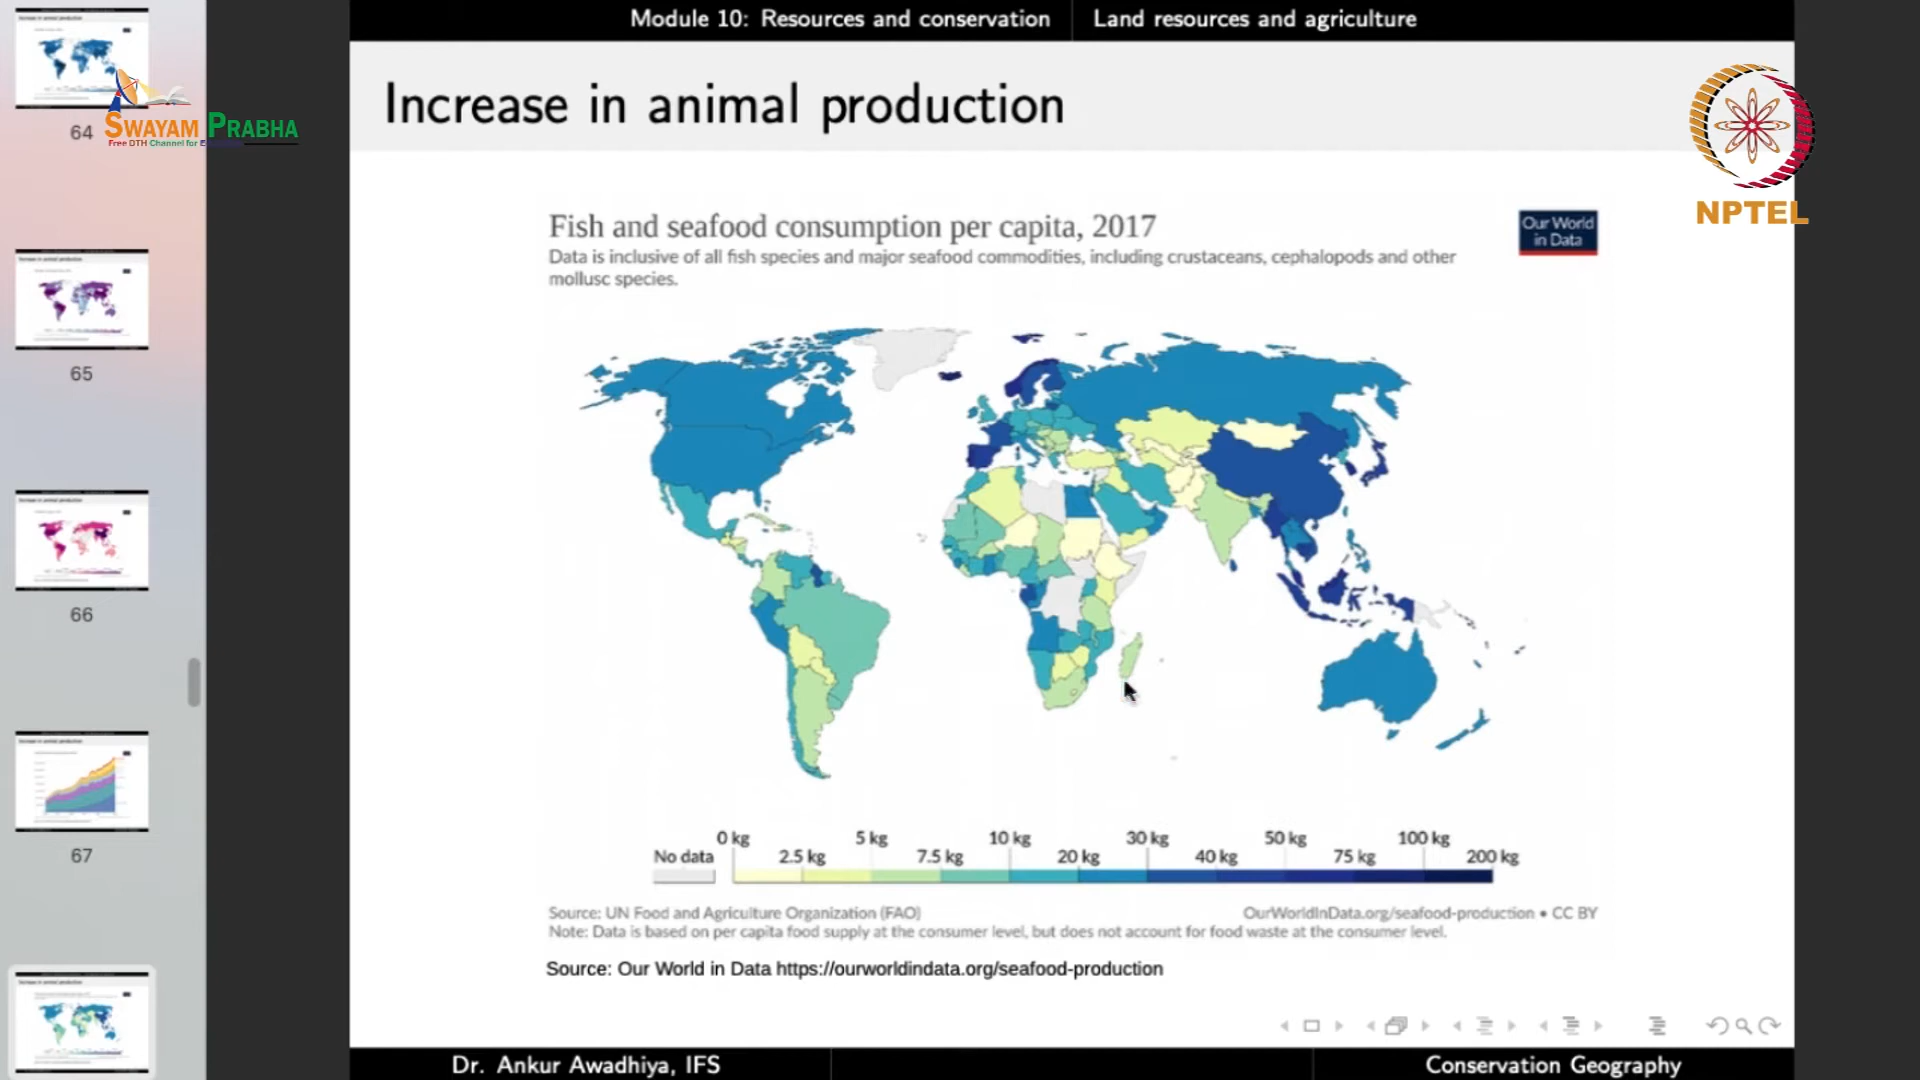 Module 10: Resources and conservation
Land resources and agriculture
Increase in animal production
64
SWAYAM PRABHA
Free DTH Channel for
NPTEL
Fish and seafood consumption per capita, 2017
Our World
in Data
Data is inclusive of all fish species and major seafood commodities, including crustaceans, cephalopods and other
mollusc species.
65
66
67
0 kg 5 kg 10 kg 30 kg 50 kg 100 kg
No data 2.5 kg 7.5 kg 20 kg 40 kg 75 kg 200 kg
Source: UN Food and Agriculture Organization (FAO)
OurWorldInData.org/seafood-production • CC BY
Note: Data is based on per capita food supply at the consumer level, but does not account for food waste at the consumer level.
Source: Our World in Data https://ourworldindata.org/seafood-production
Dr. Ankur Awadhiya, IFS
Conservation Geography